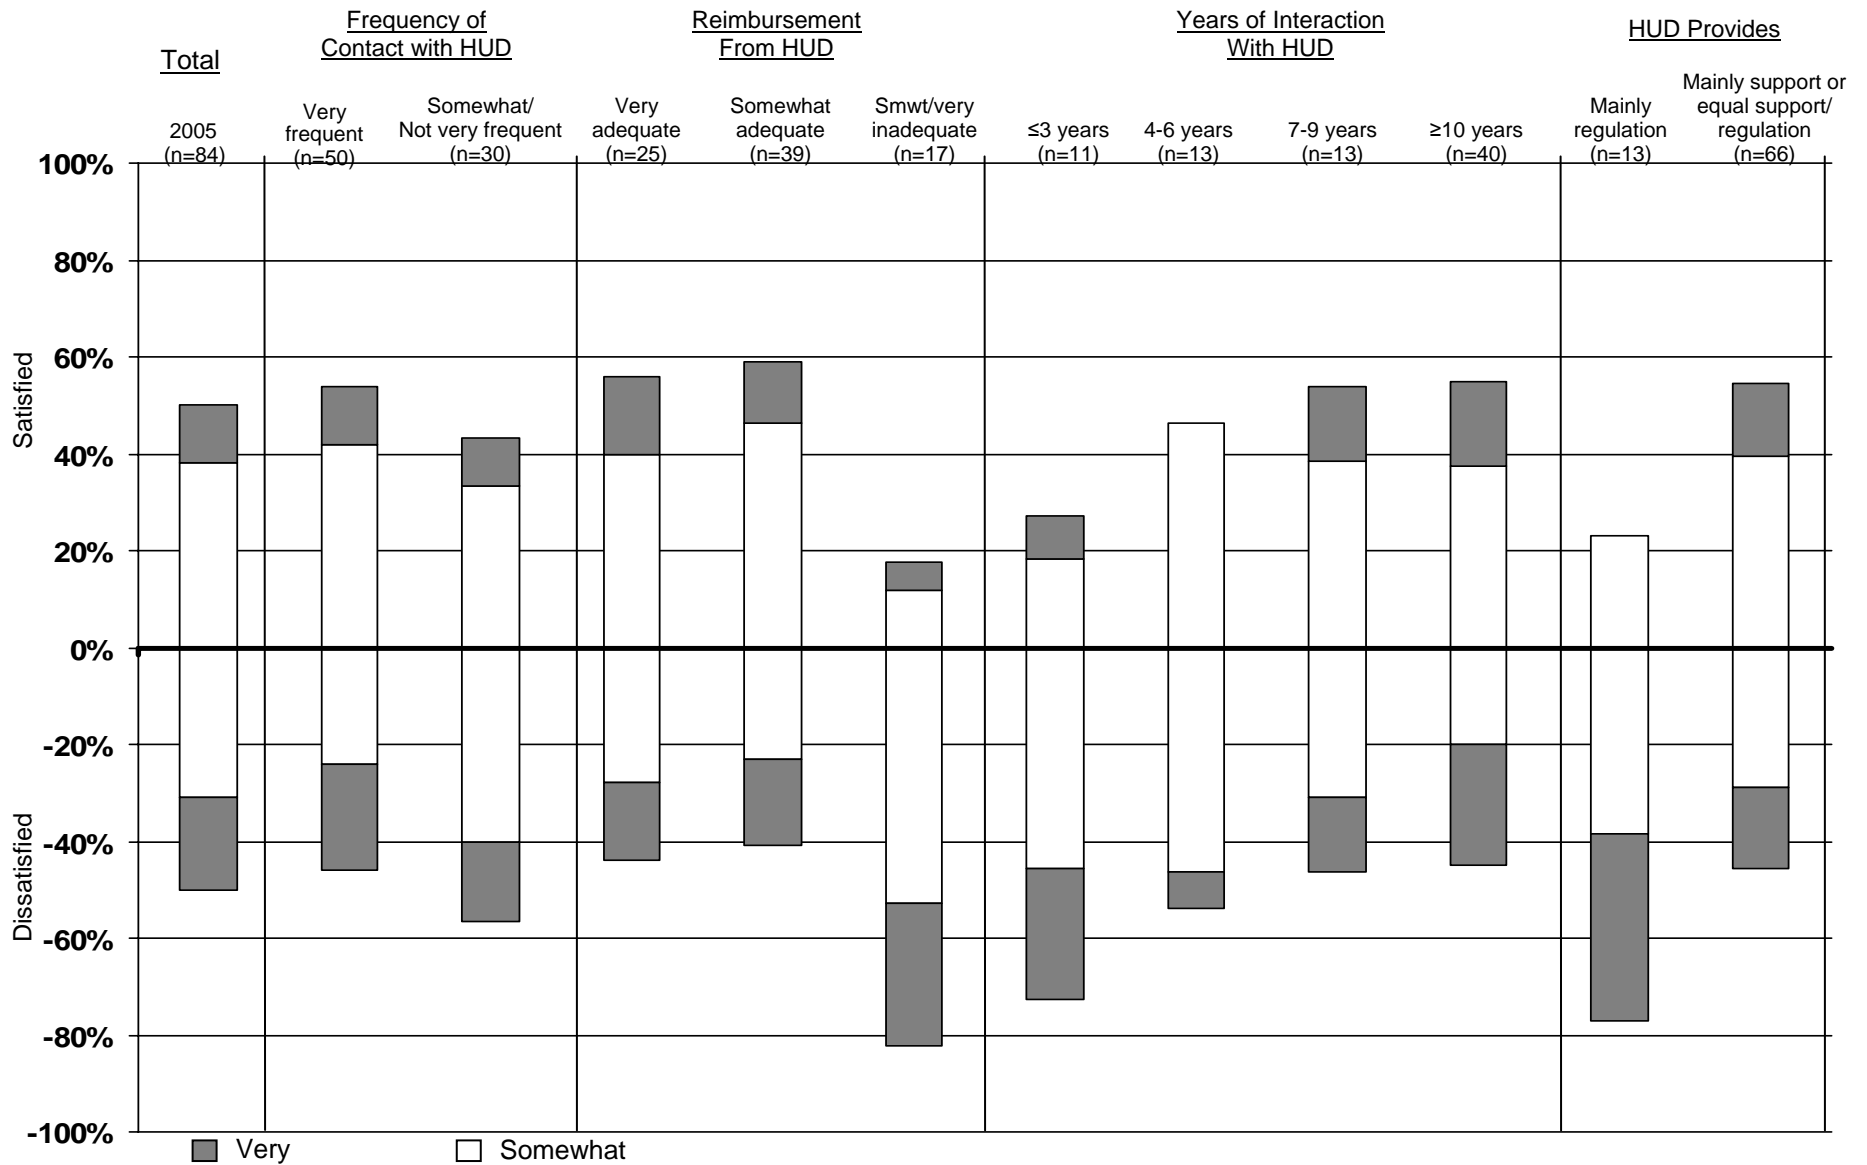 Total
Frequency of
Contact with HUD
Reimbursement
From HUD
Years of Interaction
With HUD
HUD Provides
2005
(n=84)
Very
frequent
(n=50)
Somewhat/
Not very frequent
(n=30)
Very
adequate
(n=25)
Somewhat
adequate
(n=39)
Smwt/very
inadequate
(n=17)
≤3 years
(n=11)
4-6 years
(n=13)
7-9 years
(n=13)
≥10 years
(n=40)
Mainly
regulation
(n=13)
Mainly support or
equal support/
regulation
(n=66)
100%
80%
60%
40%
20%
0%
-20%
-40%
-60%
-80%
-100%
Satisfied
Dissatisfied
Very
Somewhat